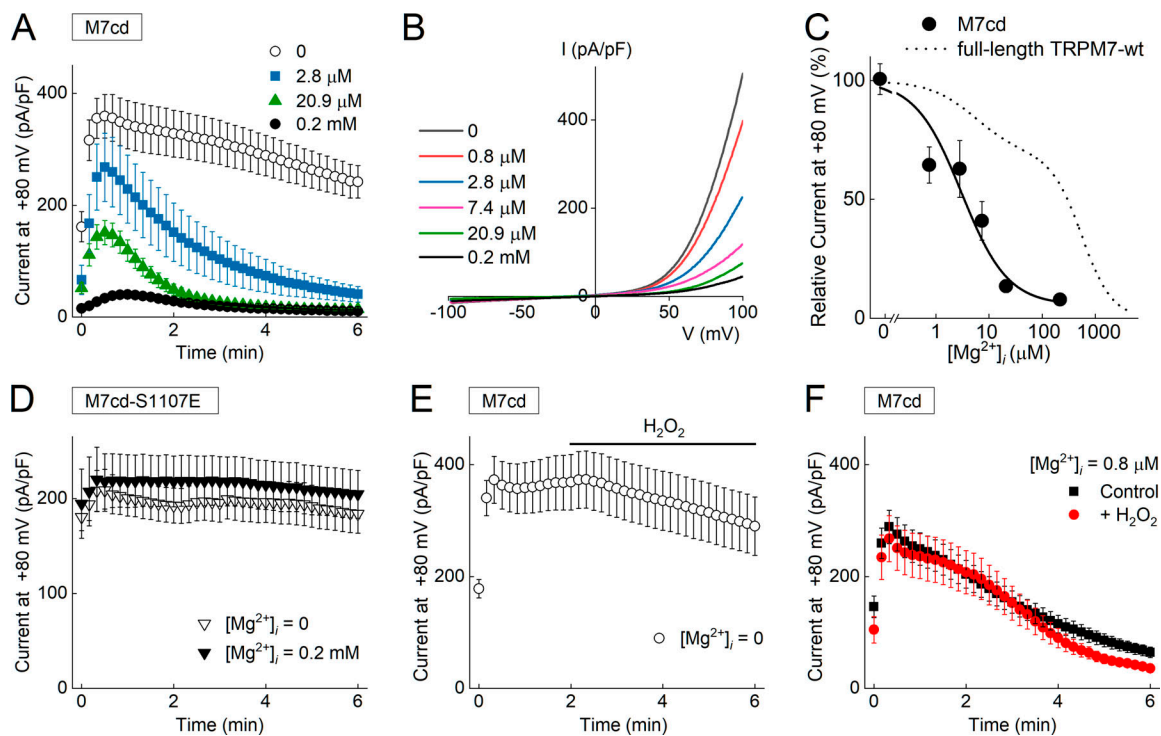 A
M7cd
0
2.8 µM
20.9 µM
0.2 mM
Current at +80 mV (pA/pF)
400
200
0
0
2
4
6
Time (min)
B
I (pA/pF)
400
200
0
0.8 µM
2.8 µM
7.4 µM
20.9 µM
0.2 mM
-100
-50
0
50
100
V (mV)
C
M7cd
full-length TRPM7-wt
Relative Current at +80 mV (%)
100
50
0
0
1
10
100
1000
[Mg²⁺]ᵢ (µM)
D
M7cd-S1107E
Current at +80 mV (pA/pF)
200
100
0
[Mg²⁺]ᵢ = 0
[Mg²⁺]ᵢ = 0.2 mM
0
2
4
6
Time (min)
E
M7cd
H₂O₂
Current at +80 mV (pA/pF)
400
200
0
[Mg²⁺]ᵢ = 0
0
2
4
6
Time (min)
F
M7cd
[Mg²⁺]ᵢ = 0.8 µM
Control
+ H₂O₂
Current at +80 mV (pA/pF)
400
200
0
0
2
4
6
Time (min)